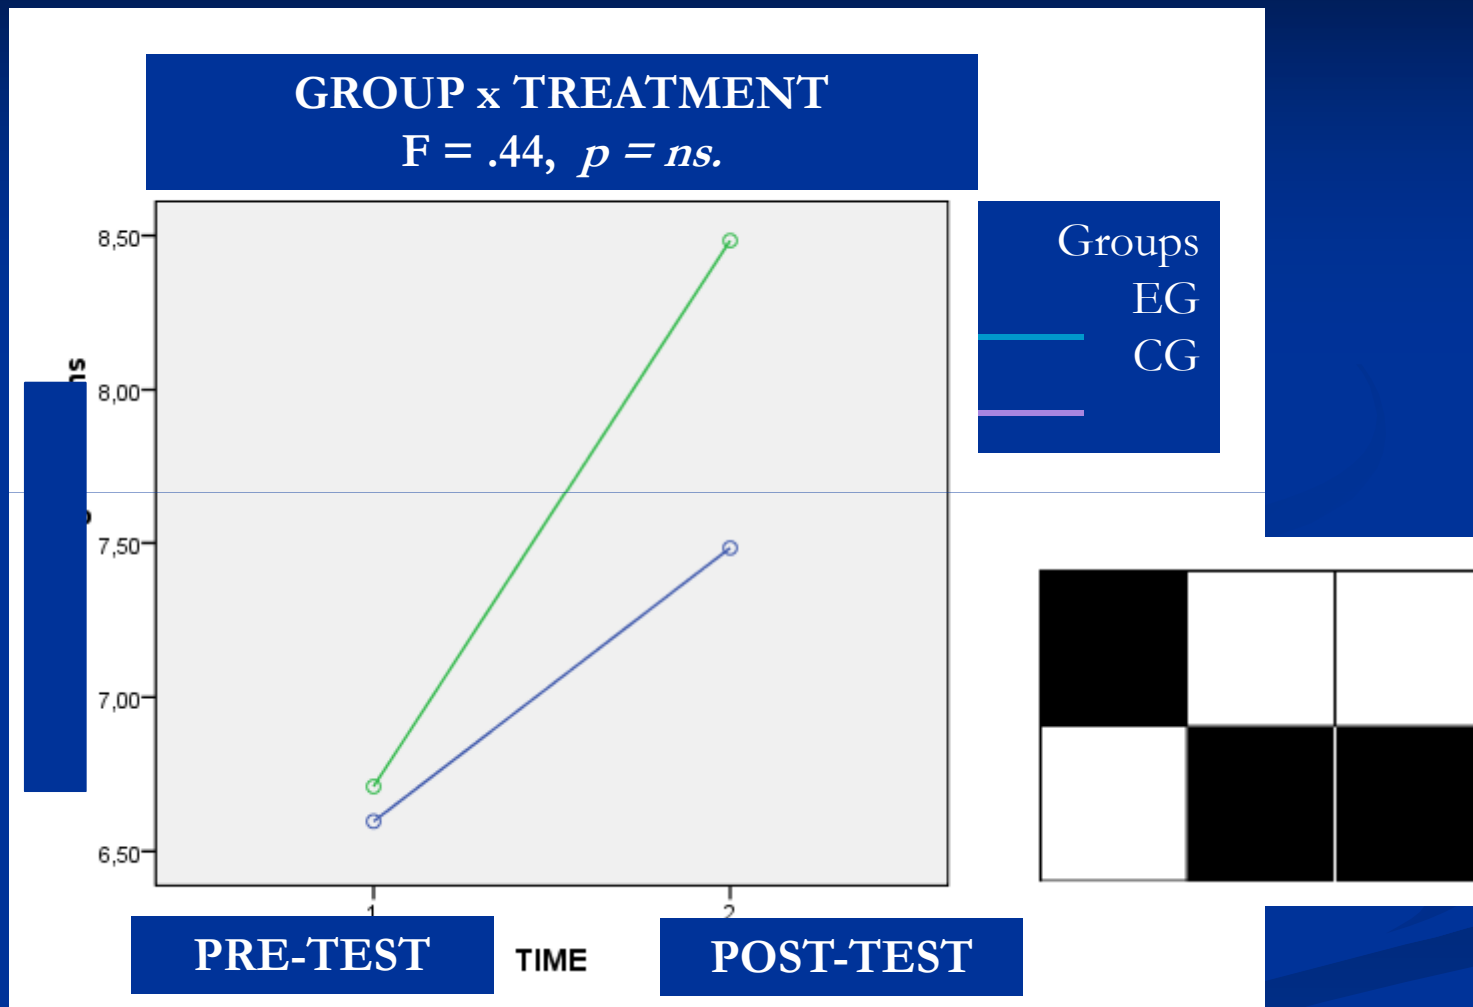 GROUP x TREATMENT
F = .44, p = ns.
Groups
EG
CG
8,50
8,00
7,50
7,00
6,50
1
2
PRE-TEST
TIME
POST-TEST